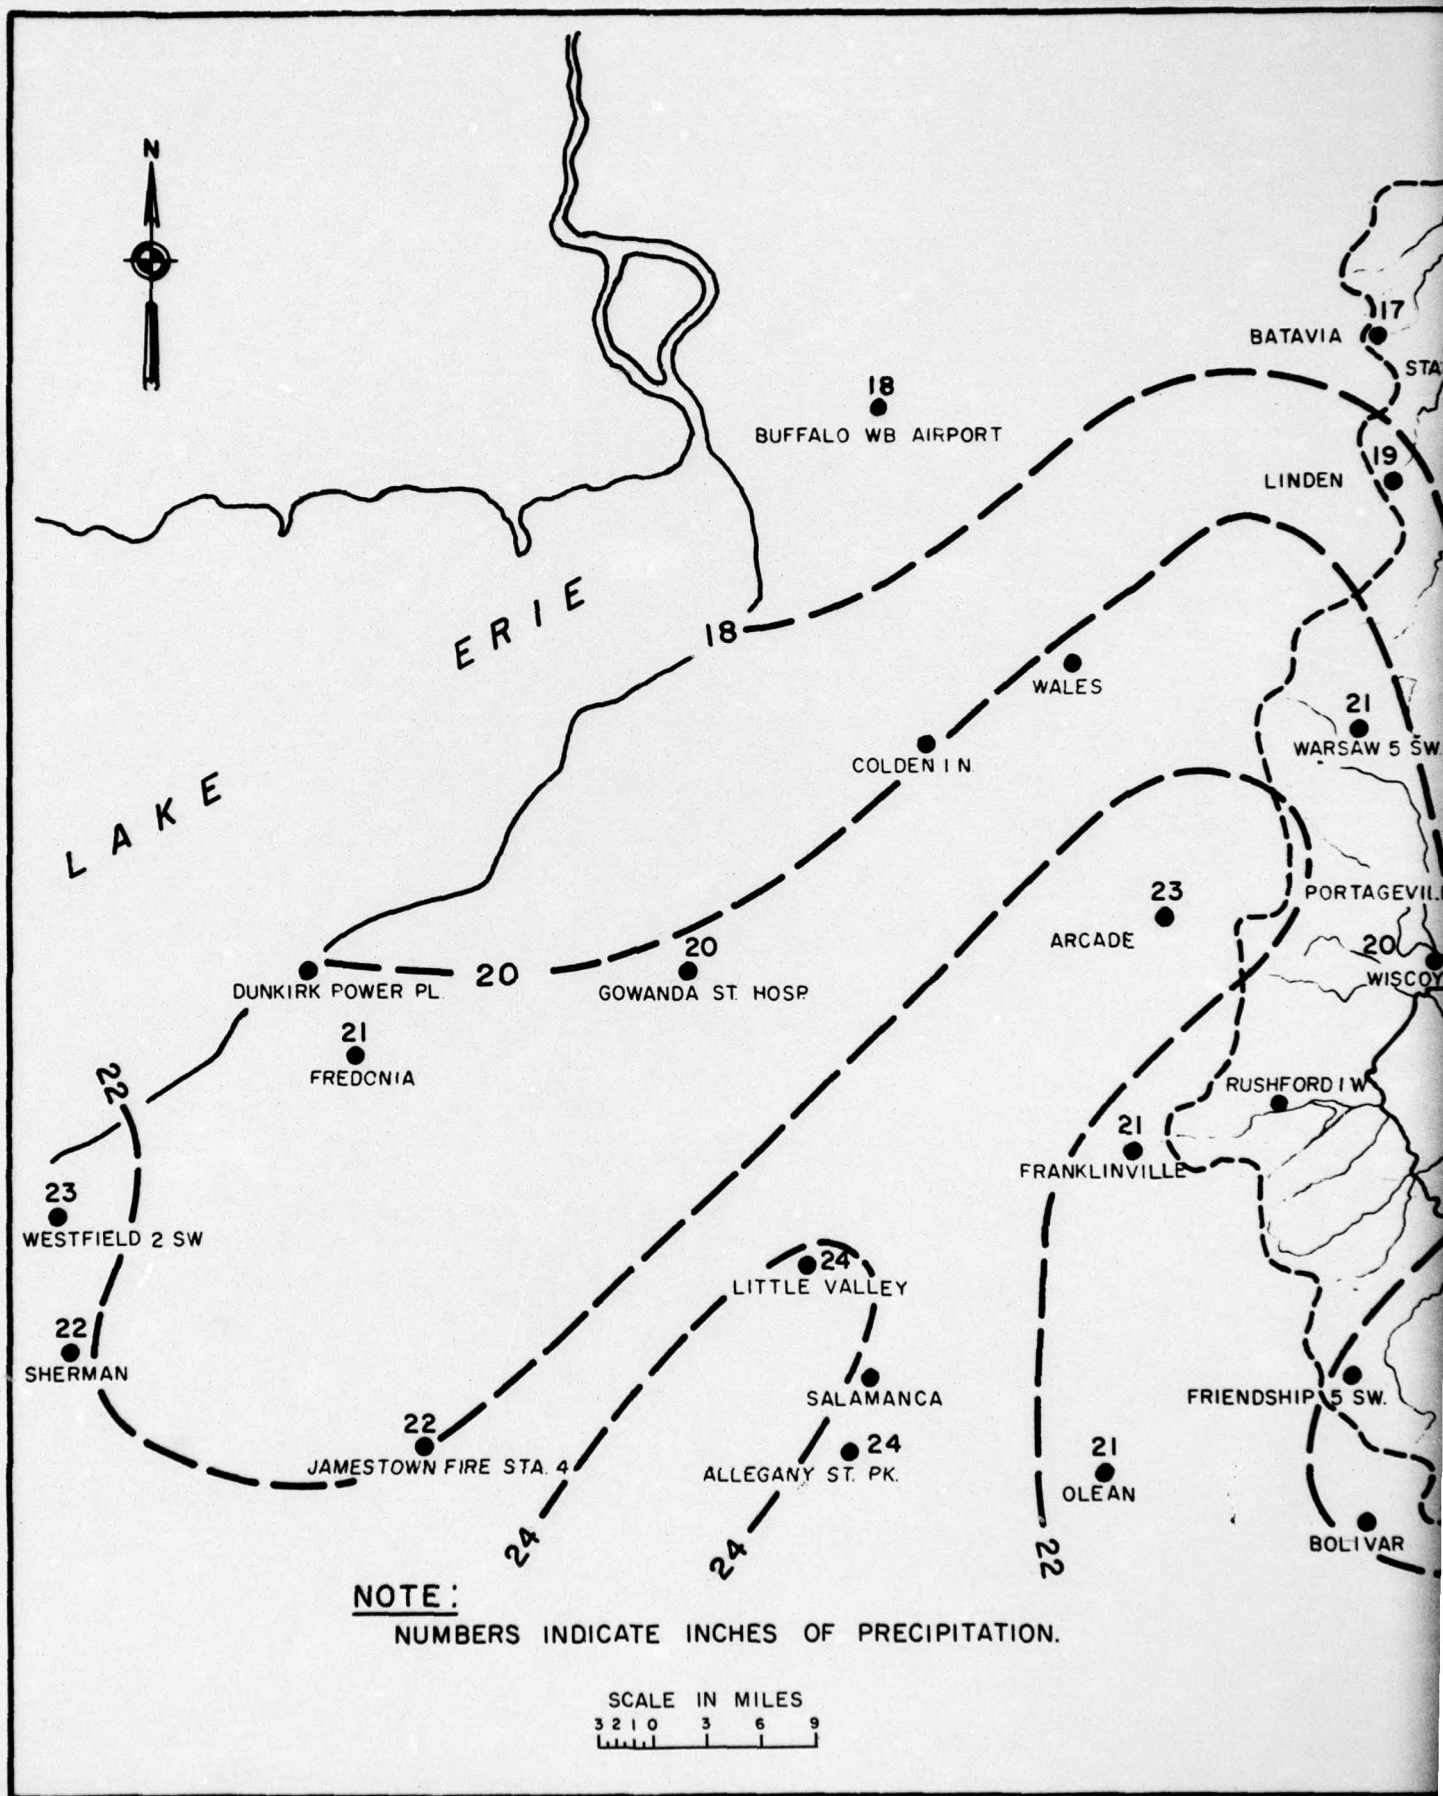 N
17
BATAVIA
STA
18
BUFFALO WB AIRPORT
19
LINDEN
ERIE
18
WALES
21
WARSAW 5 SW.
COLDEN 1 N.
LAKE
23
ARCADE
PORTAGEVIL
20
WISCOY
20
20
GOWANDA ST. HOSP.
DUNKIRK POWER PL.
21
FREDONIA
22
RUSHFORD 1 W
21
FRANKLINVILLE
23
WESTFIELD 2 SW
24
LITTLE VALLEY
22
SHERMAN
SALAMANCA
FRIENDSHIP 5 SW.
22
JAMESTOWN FIRE STA. 4
24
ALLEGANY ST. PK.
21
OLEAN
24
24
22
BOLIVAR
NOTE:
NUMBERS INDICATE INCHES OF PRECIPITATION.
SCALE IN MILES
3 2 1 0 3 6 9